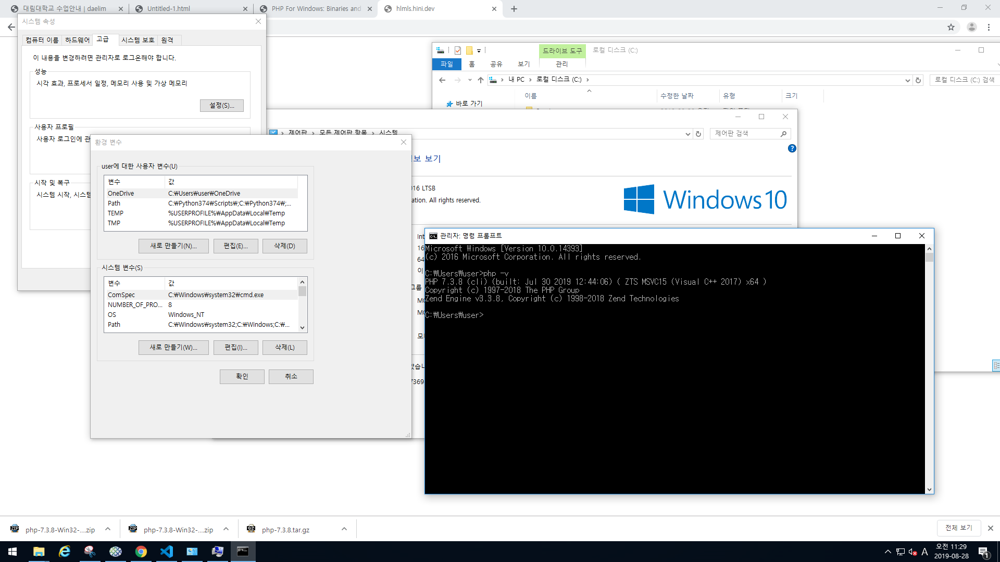 대림대학교 수업안내 | daelim
Untitled-1.html
PHP For Windows: Binaries and
hlmls.hini.dev
시스템 속성
컴퓨터 이름
하드웨어
고급
시스템 보호
원격
이 내용을 변경하려면 관리자로 로그온해야 합니다.
성능
시각 효과, 프로세서 일정, 메모리 사용 및 가상 메모리
설정(S)...
사용자 프로필
사용자 로그인에 관
시작 및 복구
시스템 시작, 시스템
드라이브 도구
로컬 디스크 (C:)
파일
홈
공유
보기
관리
내 PC
로컬 디스크 (C:)
로컬 디스크 (C:) 검색
이름
수정한 날짜
유형
크기
바로 가기
제어판
모든 제어판 항목
시스템
제어판 검색
보 보기
016 LTSB
ation. All rights reserved.
Windows 10
Int
16
64
이
그룹
모
736
환경 변수
user에 대한 사용자 변수(U)
변수 값
OneDrive C:₩Users₩user₩OneDrive
Path C:₩Python374₩Scripts₩;C:₩Python374₩;...
TEMP %USERPROFILE%₩AppData₩Local₩Temp
TMP %USERPROFILE%₩AppData₩Local₩Temp
새로 만들기(N)...
편집(E)...
삭제(D)
시스템 변수(S)
변수 값
ComSpec C:₩Windows₩system32₩cmd.exe
NUMBER_OF_PRO... 8
OS Windows_NT
Path C:₩Windows₩system32;C:₩Windows;C:₩...
새로 만들기(W)...
편집(I)...
삭제(L)
확인
취소
관리자: 명령 프롬프트
Microsoft Windows [Version 10.0.14393]
(c) 2016 Microsoft Corporation. All rights reserved.
C:₩Users₩user>php -v
PHP 7.3.8 (cli) (built: Jul 30 2019 12:44:06) ( ZTS MSVC15 (Visual C++ 2017) x64 )
Copyright (c) 1997-2018 The PHP Group
Zend Engine v3.3.8, Copyright (c) 1998-2018 Zend Technologies
C:₩Users₩user>
php-7.3.8-Win32-....zip
php-7.3.8-Win32-....zip
php-7.3.8.tar.gz
전체 보기
A
오전 11:29
2019-08-28
1